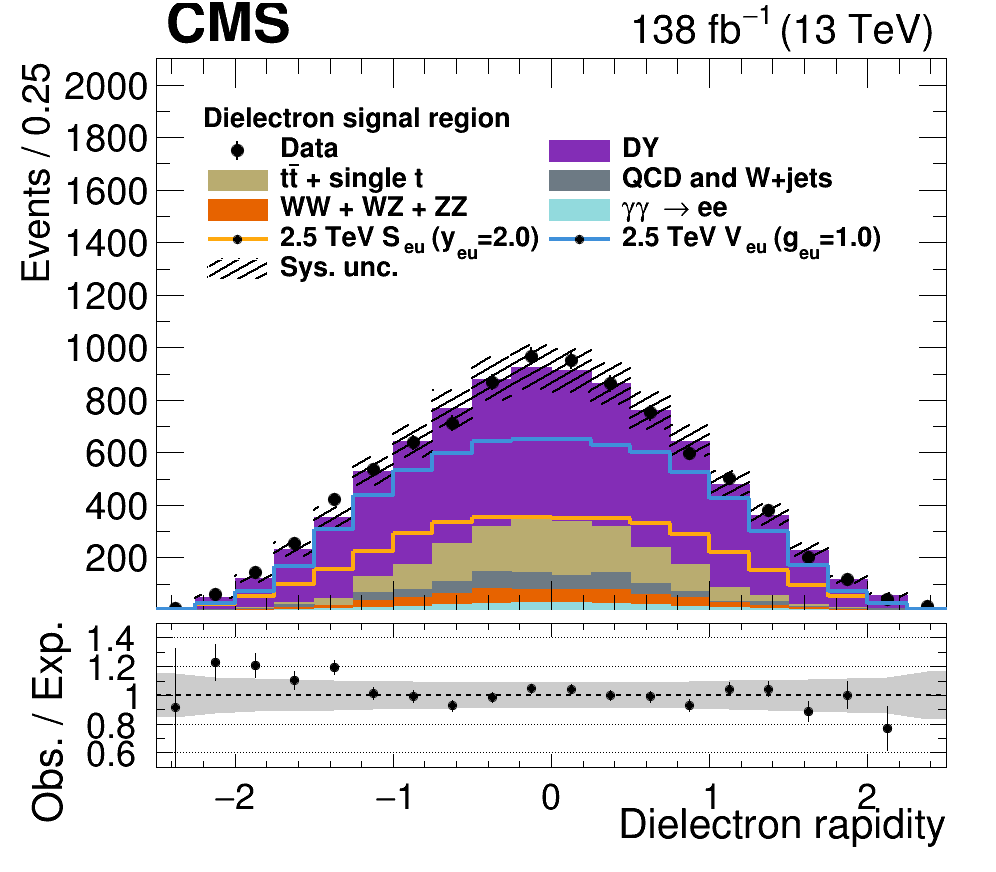 CMS 138 fb⁻¹ (13 TeV)
Events / 0.25
2000
1800
1600
1400
1200
1000
800
600
400
200
Dielectron signal region
Data DY
tt̄ + single t QCD and W+jets
WW + WZ + ZZ γγ → ee
2.5 TeV S_eu (y_eu=2.0) 2.5 TeV V_eu (g_eu=1.0)
Sys. unc.
Obs. / Exp.
1.4
1.2
1
0.8
0.6
−2 −1 0 1 2
Dielectron rapidity